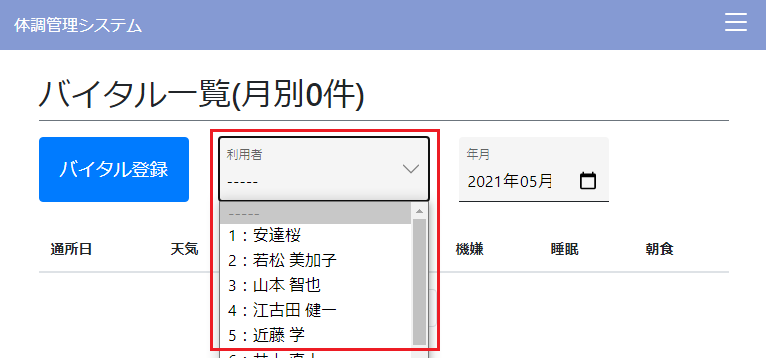 体調管理システム
バイタル一覧(月別0件)
バイタル登録
利用者
-----
年月
2021年05月
-----
1：安達桜
2：若松 美加子
3：山本 智也
4：江古田 健一
5：近藤 学
通所日 天気 機嫌 睡眠 朝食